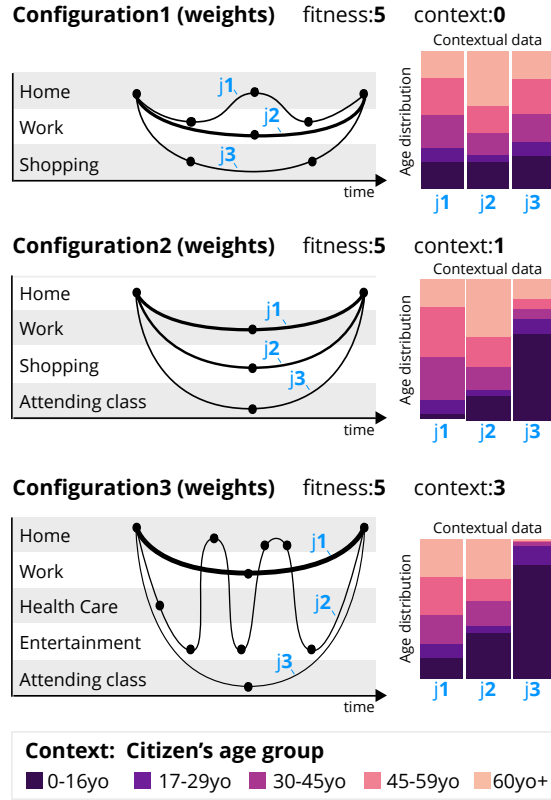 Configuration1 (weights) fitness:5 context:0
Contextual data
Home
Work
Shopping
j1
j2
j3
time
Age distribution
j1 j2 j3
Configuration2 (weights) fitness:5 context:1
Contextual data
Home
Work
Shopping
Attending class
j1
j2
j3
time
Age distribution
j1 j2 j3
Configuration3 (weights) fitness:5 context:3
Contextual data
Home
Work
Health Care
Entertainment
Attending class
j1
j2
j3
time
Age distribution
j1 j2 j3
Context: Citizen's age group
0-16yo 17-29yo 30-45yo 45-59yo 60yo+